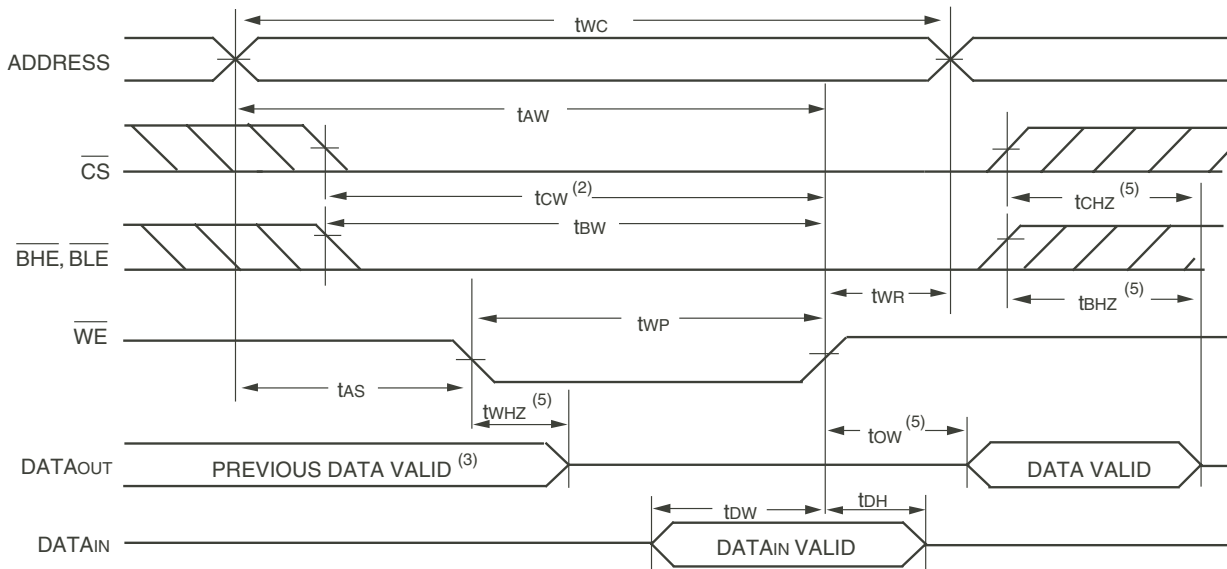 tWC
ADDRESS
tAW
CS
tCW (2)
tCHZ (5)
tBW
BHE, BLE
tWR
tBHZ (5)
tWP
WE
tAS
tWHZ (5)
tOW (5)
DATAOUT
PREVIOUS DATA VALID (3)
DATA VALID
tDW
tDH
DATAIN
DATAIN VALID